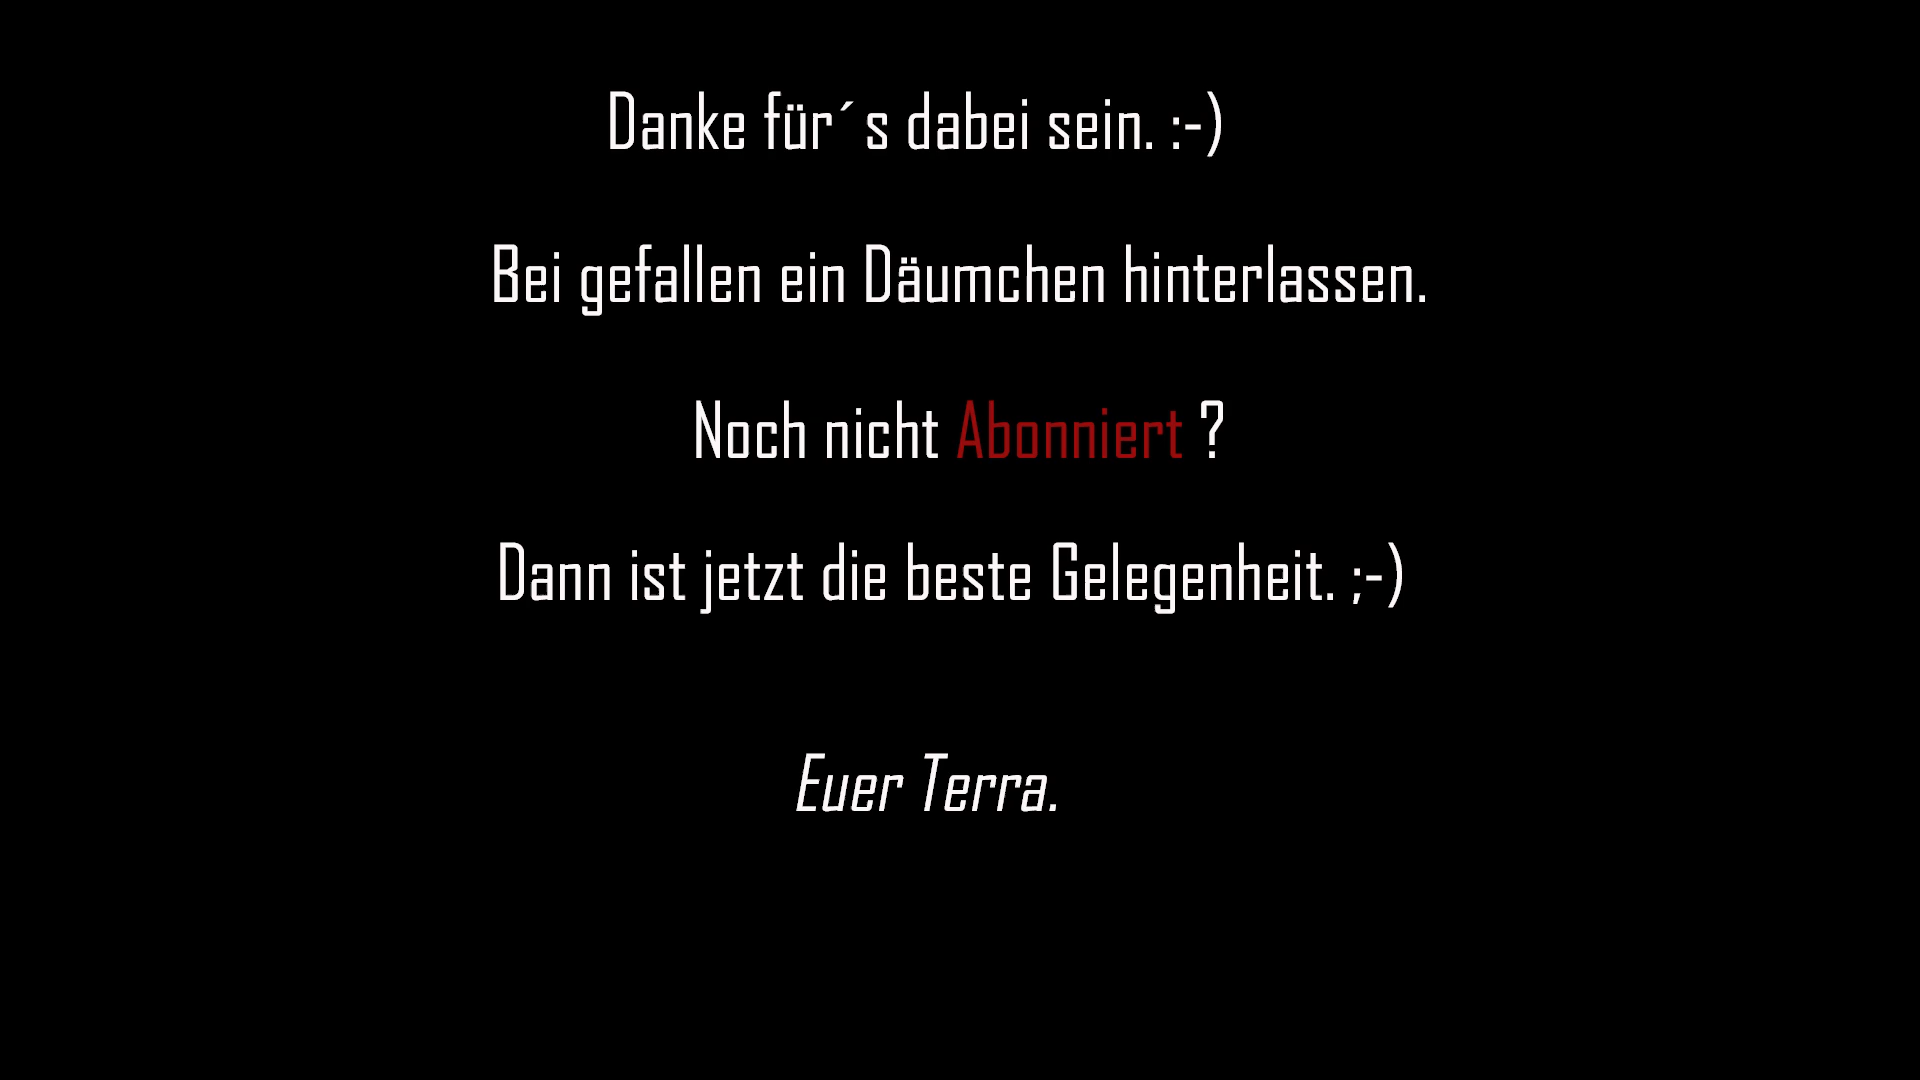 Danke für´s dabei sein. :-)
Bei gefallen ein Däumchen hinterlassen.
Noch nicht Abonniert ?
Dann ist jetzt die beste Gelegenheit. ;-)
Euer Terra.